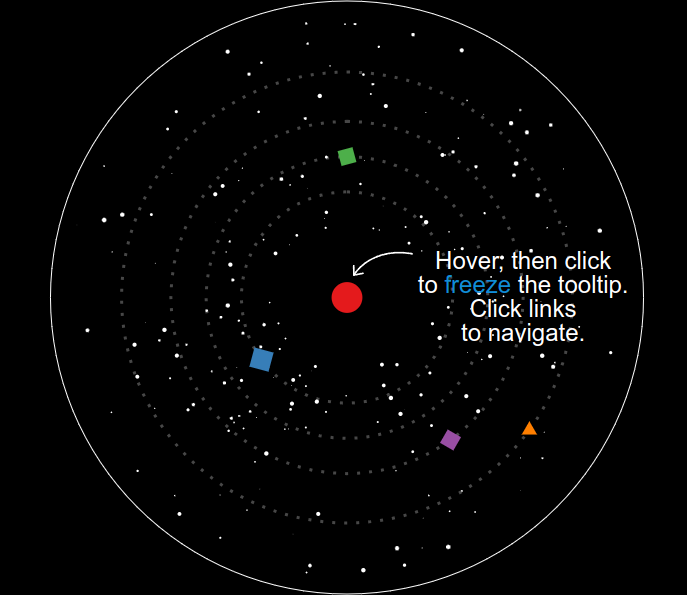 Hover, then click
to freeze the tooltip.
Click links
to navigate.